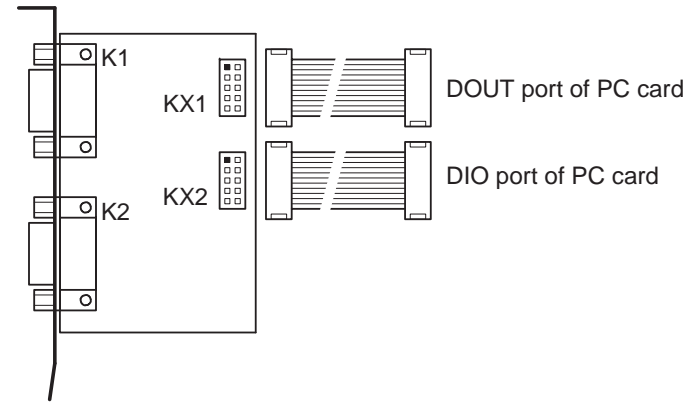 K1
KX1
DOUT port of PC card
KX2
DIO port of PC card
K2